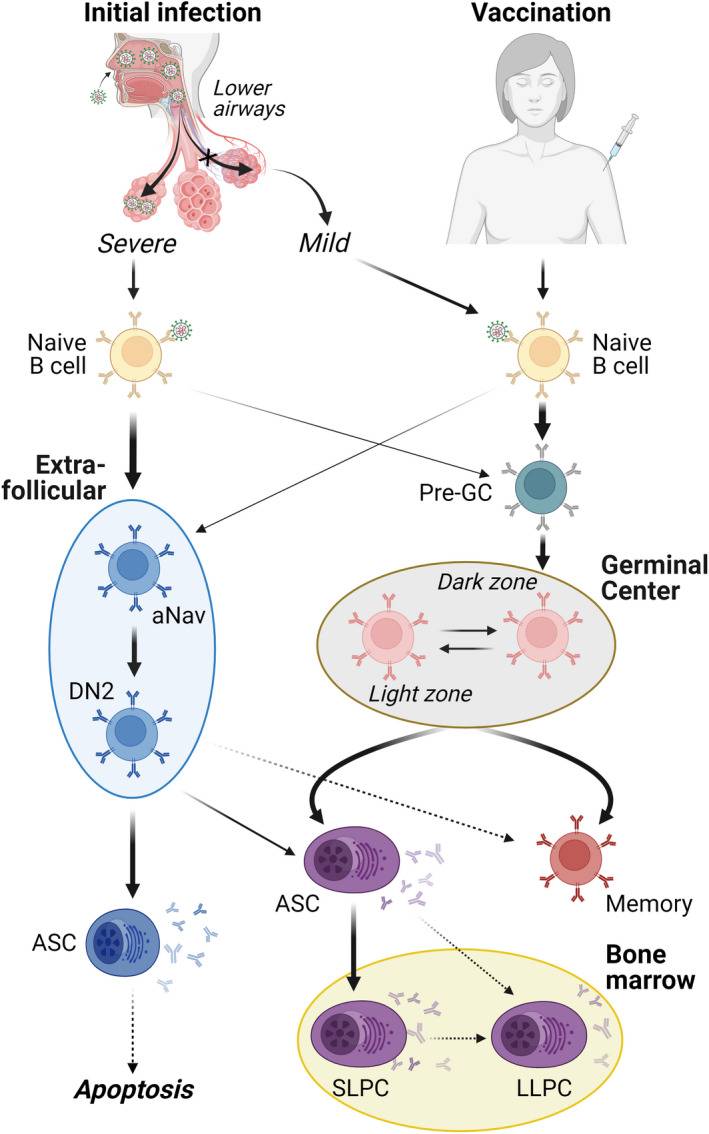 Initial infection
Vaccination
Lower
airways
Severe
Mild
Naive
B cell
Naive
B cell
Extra-
follicular
Pre-GC
Germinal
Center
Dark zone
aNav
Light zone
DN2
ASC
Memory
ASC
Bone
marrow
SLPC
LLPC
Apoptosis